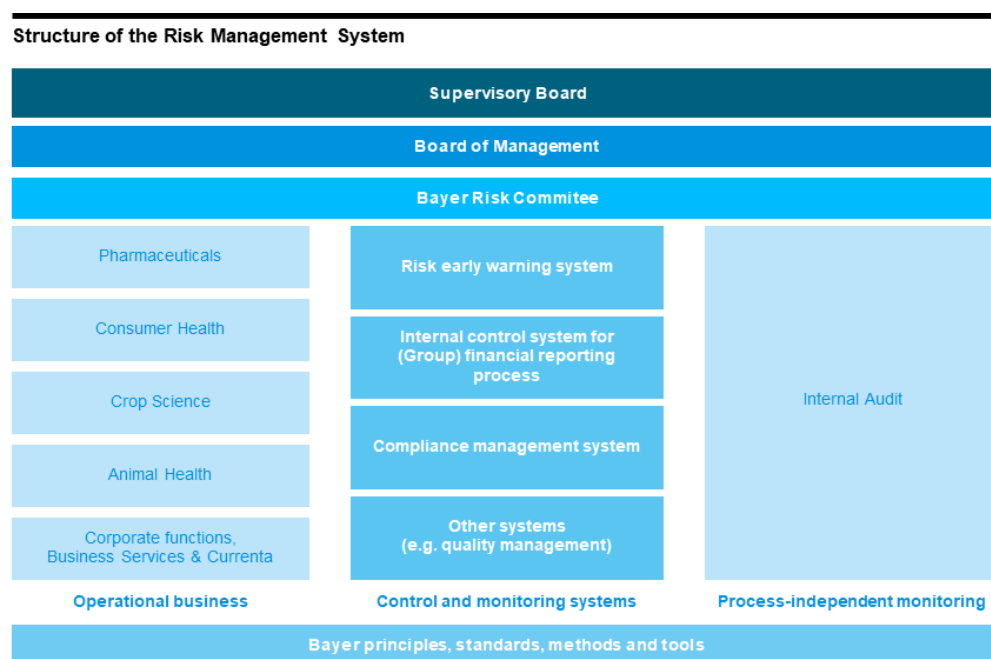 Structure of the Risk Management System
Supervisory Board
Board of Management
Bayer Risk Commitee
Pharmaceuticals
Consumer Health
Crop Science
Animal Health
Corporate functions,
Business Services & Currenta
Operational business
Risk early warning system
Internal control system for
(Group) financial reporting
process
Compliance management system
Other systems
(e.g. quality management)
Control and monitoring systems
Internal Audit
Process-independent monitoring
Bayer principles, standards, methods and tools